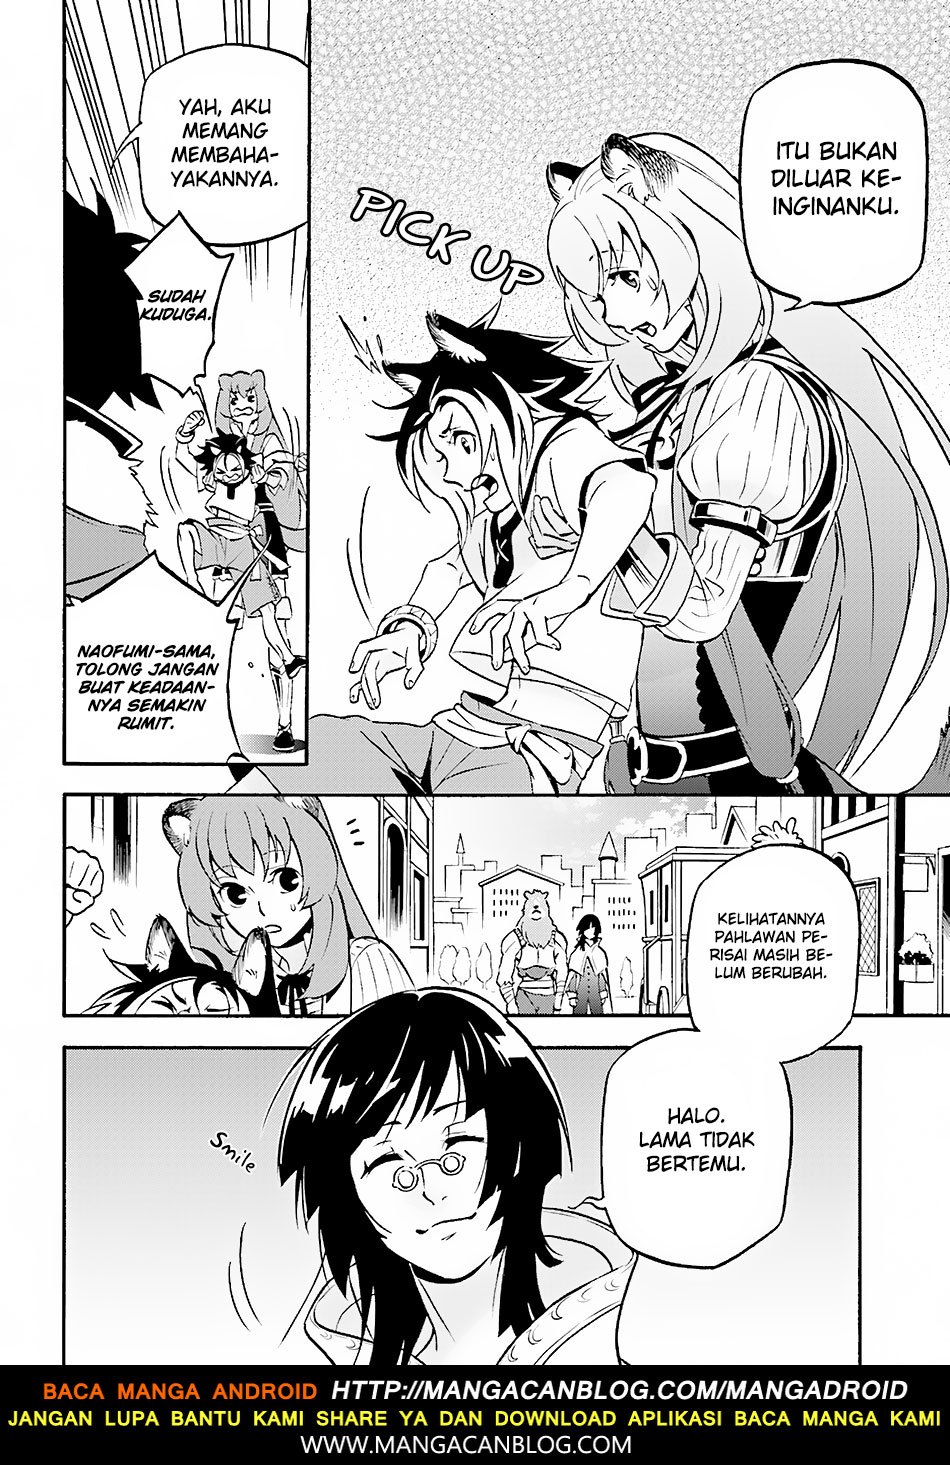 ITU BUKAN
DILUAR KE-
INGINANKU.
PICK UP
YAH, AKU
MEMANG
MEMBAHA-
YAKANNYA.
SUDAH
KUDUGA.
NAOFUMI-SAMA,
TOLONG JANGAN
BUAT KEADAAN-
NYA SEMAKIN
RUMIT.
KELIHATANNYA
PAHLAWAN PE-
RISAI MASIH BE-
LUM BERUBAH.
HALO.
LAMA TIDAK
BERTEMU.
Smile
BACA MANGA ANDROID HTTP://MANGACANBLOG.COM/MANGADROID
JANGAN LUPA BANTU KAMI SHARE YA DAN DOWNLOAD APLIKASI BACA MANGA KAMI
WWW.MANGACANBLOG.COM